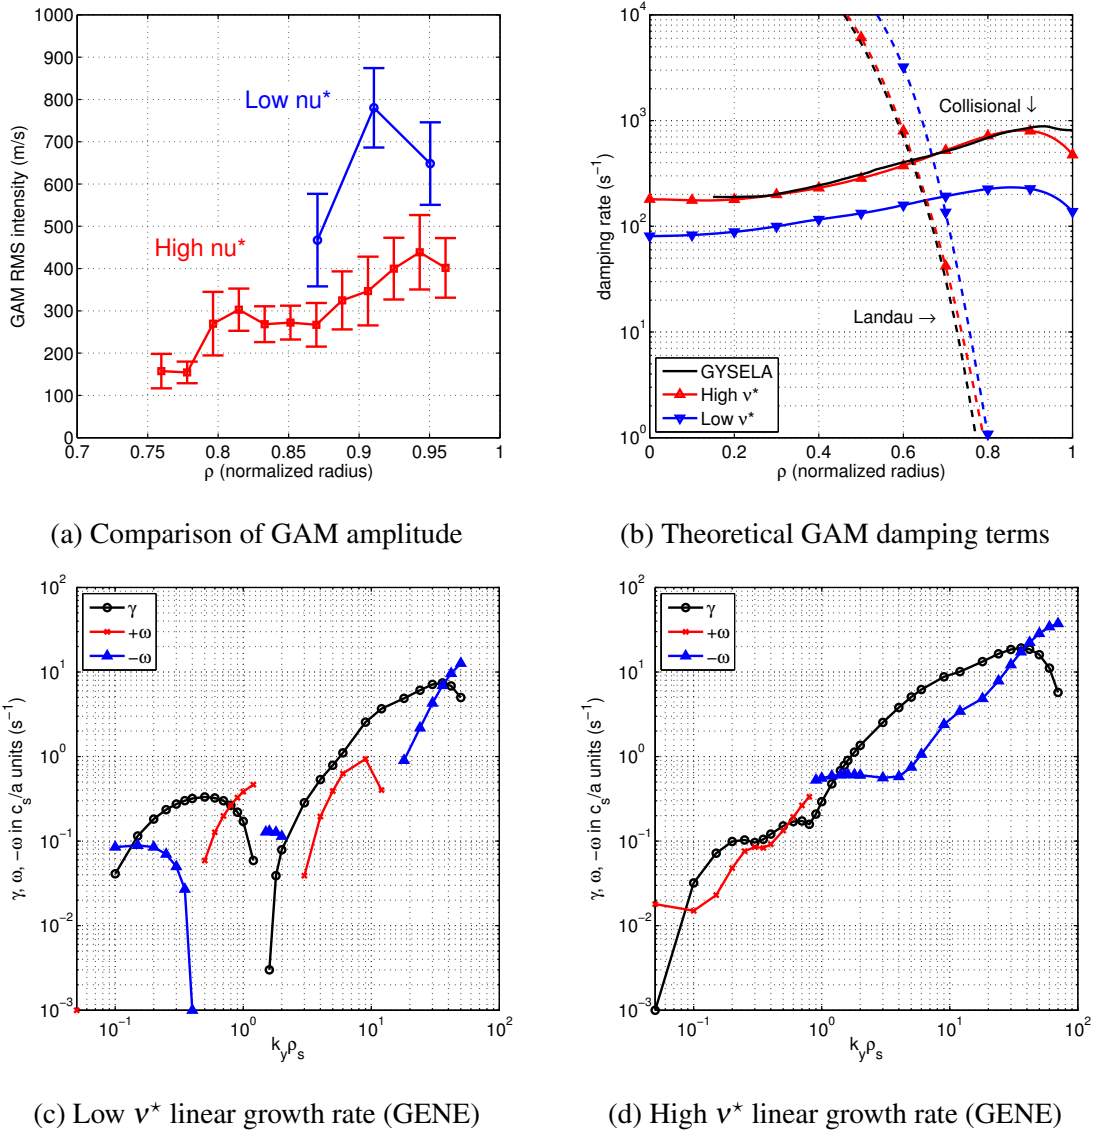 1000
900
800
700
600
500
400
300
200
100
0
0.7 0.75 0.8 0.85 0.9 0.95 1
GAM RMS intensity (m/s)
ρ (normalized radius)
Low nu*
High nu*
(a) Comparison of GAM amplitude
10^4
10^3
10^2
10^1
10^0
0 0.2 0.4 0.6 0.8 1
damping rate (s^−1)
ρ (normalized radius)
Collisional ↓
Landau →
GYSELA
High ν*
Low ν*
(b) Theoretical GAM damping terms
10^2
10^1
10^0
10^−1
10^−2
10^−3
10^−1 10^0 10^1 10^2
γ, ω, −ω in c_s/a units (s^−1)
k_yρ_s
γ
+ω
−ω
(c) Low ν⋆ linear growth rate (GENE)
10^2
10^1
10^0
10^−1
10^−2
10^−3
10^−1 10^0 10^1 10^2
γ, ω, −ω in c_s/a units (s^−1)
k_yρ_s
γ
+ω
−ω
(d) High ν⋆ linear growth rate (GENE)